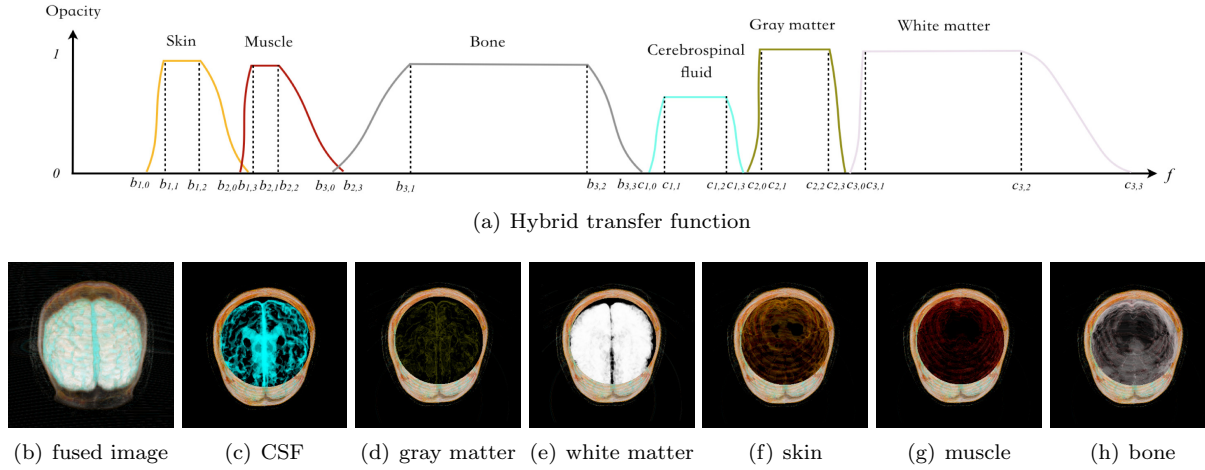 Opacity
1
Skin
Muscle
Bone
Cerebrospinal
fluid
Gray matter
White matter
0
b1,0 b1,1 b1,2 b2,0 b1,3 b2,1 b2,2 b3,0 b2,3 b3,1 b3,2 b3,3 c1,0 c1,1 c1,2 c1,3 c2,0 c2,1 c2,2 c2,3 c3,0 c3,1 c3,2 c3,3 f
(a) Hybrid transfer function
(b) fused image (c) CSF (d) gray matter (e) white matter (f) skin (g) muscle (h) bone